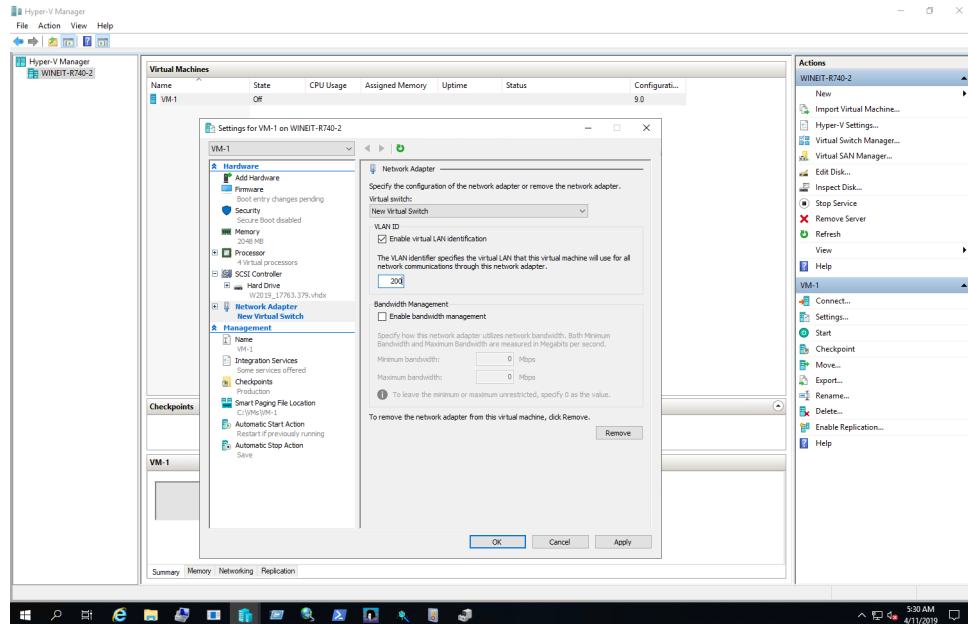 Hyper-V Manager
File Action View Help
Hyper-V Manager
WINEIT-R740-2
Virtual Machines
Name State CPU Usage Assigned Memory Uptime Status Configurati...
VM-1 Off 9.0
Settings for VM-1 on WINEIT-R740-2
VM-1
Hardware
Add Hardware
Firmware
Boot entry changes pending
Security
Secure Boot disabled
Memory
2048 MB
Processor
4 Virtual processors
SCSI Controller
Hard Drive
W2019_17763.379.vhdx
Network Adapter
New Virtual Switch
Management
Name
VM-1
Integration Services
Some services offered
Checkpoints
Production
Smart Paging File Location
C:\VMs\VM-1
Automatic Start Action
Restart if previously running
Automatic Stop Action
Save
Network Adapter
Specify the configuration of the network adapter or remove the network adapter.
Virtual switch:
New Virtual Switch
VLAN ID
Enable virtual LAN identification
The VLAN identifier specifies the virtual LAN that this virtual machine will use for all
network communications through this network adapter.
200
Bandwidth Management
Enable bandwidth management
Specify how this network adapter utilizes network bandwidth. Both Minimum
Bandwidth and Maximum Bandwidth are measured in Megabits per second.
Minimum bandwidth: 0 Mbps
Maximum bandwidth: 0 Mbps
To leave the minimum or maximum unrestricted, specify 0 as the value.
To remove the network adapter from this virtual machine, click Remove.
Remove
OK Cancel Apply
Checkpoints
VM-1
Summary Memory Networking Replication
Actions
WINEIT-R740-2
New
Import Virtual Machine...
Hyper-V Settings...
Virtual Switch Manager...
Virtual SAN Manager...
Edit Disk...
Inspect Disk...
Stop Service
Remove Server
Refresh
View
Help
VM-1
Connect...
Settings...
Start
Checkpoint
Move...
Export...
Rename...
Delete...
Enable Replication...
Help
5:30 AM
4/11/2019